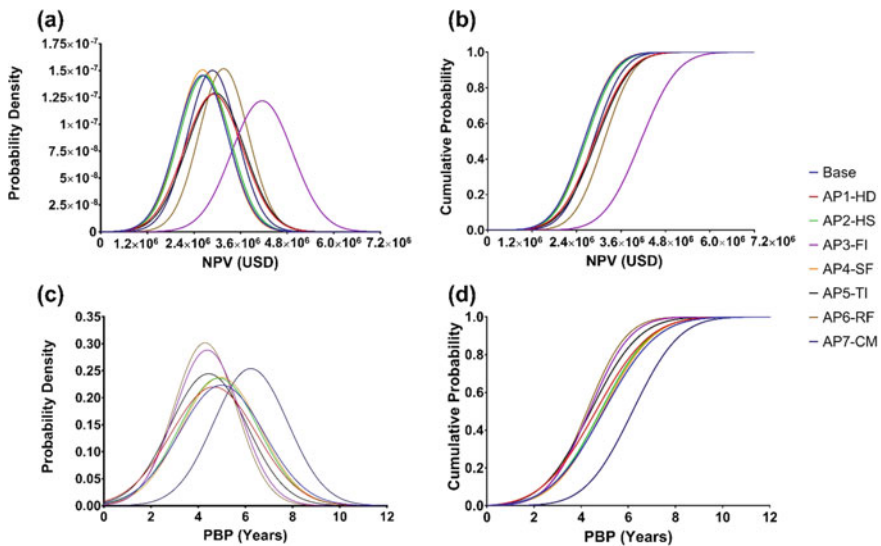 (a)
1.75×10⁻⁷
1.5×10⁻⁷
1.25×10⁻⁷
1×10⁻⁷
7.5×10⁻⁸
5×10⁻⁸
2.5×10⁻⁸
0
Probability Density
0 1.2×10⁶ 2.4×10⁶ 3.6×10⁶ 4.8×10⁶ 6.0×10⁶ 7.2×10⁶
NPV (USD)
(b)
1.0
0.8
0.6
0.4
0.2
0.0
Cumulative Probability
0 1.2×10⁶ 2.4×10⁶ 3.6×10⁶ 4.8×10⁶ 6.0×10⁶ 7.2×10⁶
NPV (USD)
Base
AP1-HD
AP2-HS
AP3-FI
AP4-SF
AP5-TI
AP6-RF
AP7-CM
(c)
0.35
0.30
0.25
0.20
0.15
0.10
0.05
0.00
Probability Density
0 2 4 6 8 10 12
PBP (Years)
(d)
1.0
0.8
0.6
0.4
0.2
0.0
Cumulative Probability
0 2 4 6 8 10 12
PBP (Years)